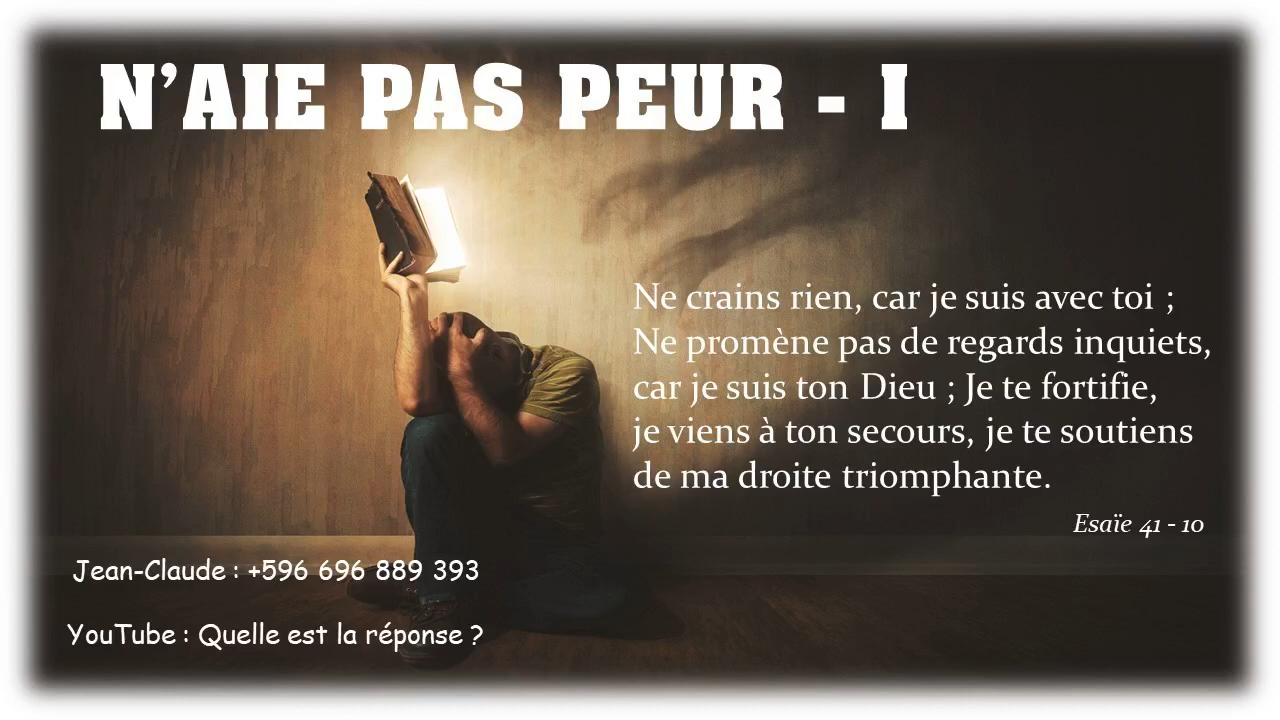 N’AIE PAS PEUR - I
Ne crains rien, car je suis avec toi ;
Ne promène pas de regards inquiets,
car je suis ton Dieu ; Je te fortifie,
je viens à ton secours, je te soutiens
de ma droite triomphante.
Esaïe 41 - 10
Jean-Claude : +596 696 889 393
YouTube : Quelle est la réponse ?